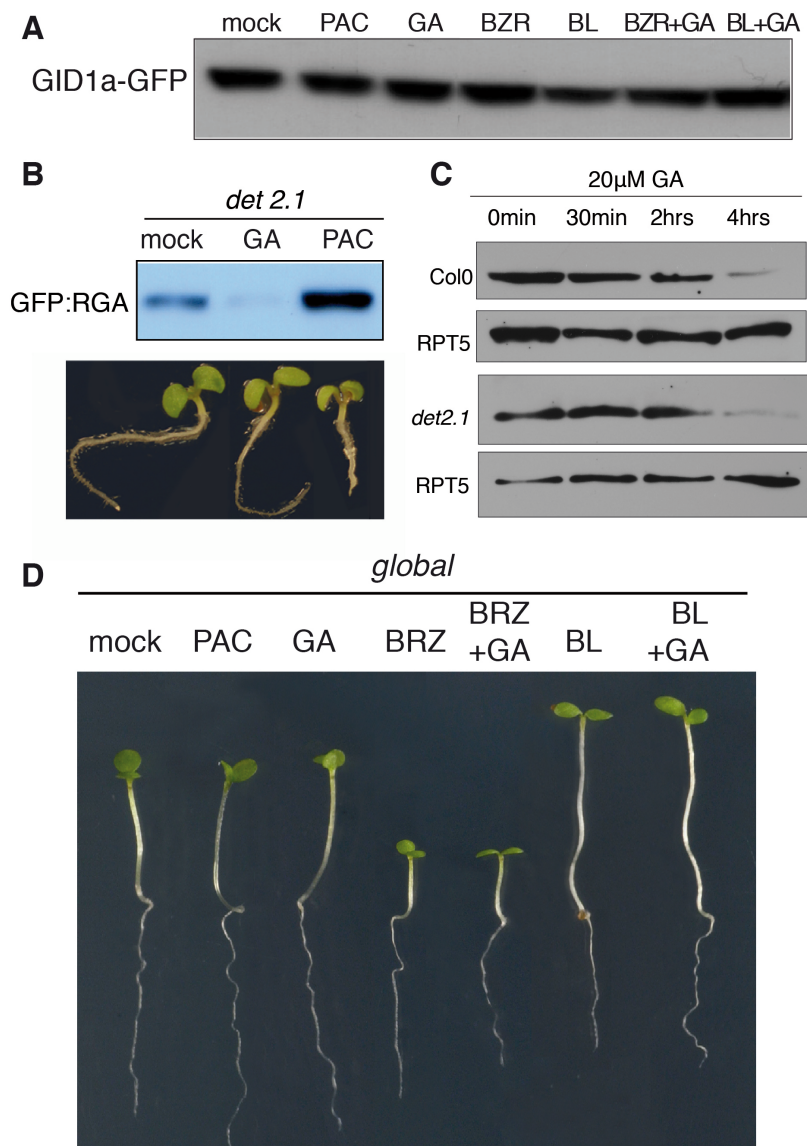 A
mock PAC GA BZR BL BZR+GA BL+GA
GID1a-GFP
B
det 2.1
mock GA PAC
GFP:RGA
C
20µM GA
0min 30min 2hrs 4hrs
Col0
RPT5
det2.1
RPT5
D
global
mock PAC GA BRZ BRZ +GA BL BL +GA